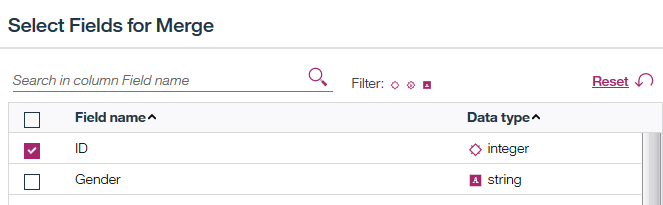 Select Fields for Merge
Search in column Field name Filter: Reset
Field name Data type
ID integer
Gender A string